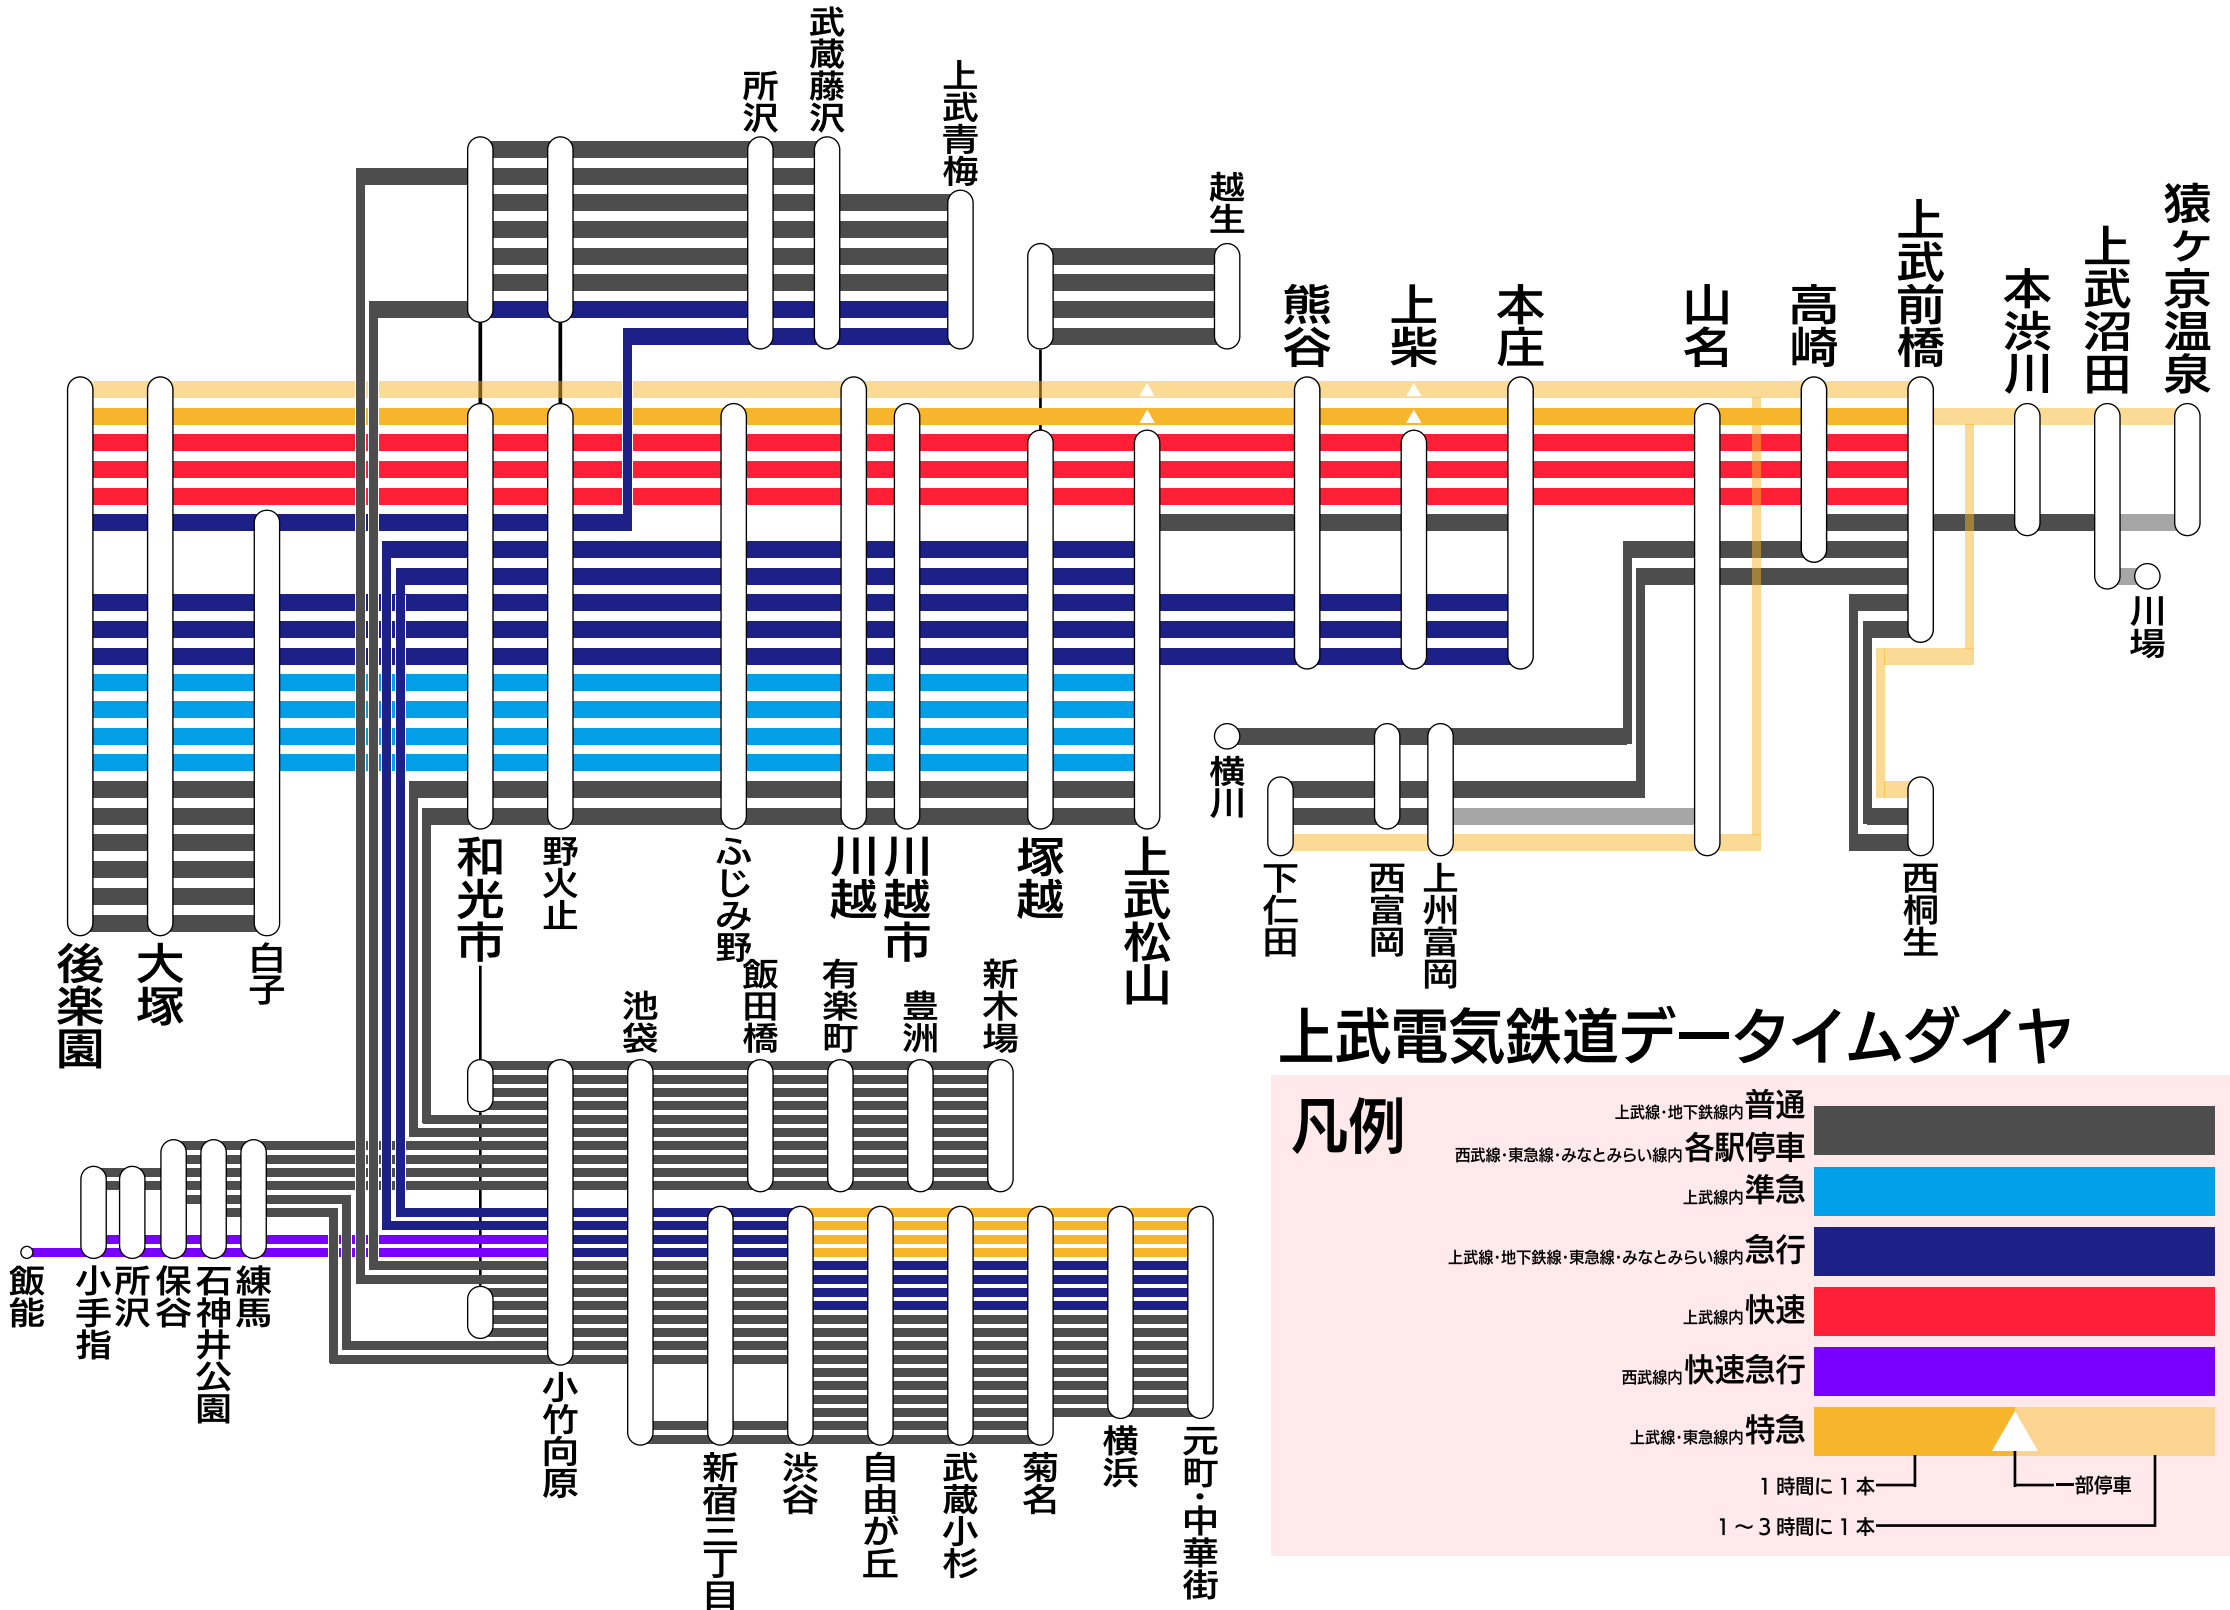 武蔵藤沢
所沢
上武青梅
越生
熊谷
上柴
本庄
山名
高崎
上武前橋
本渋川
上武沼田
猿ヶ京温泉
川場
横川
下仁田
西富岡
上州富岡
西桐生
後楽園
大塚
白子
和光市
野火止
ふじみ野
川越
川越市
塚越
上武松山
池袋
飯田橋
有楽町
豊洲
新木場
飯能
小手指
所沢
保谷
石神井公園
練馬
小竹向原
新宿三丁目
渋谷
自由が丘
武蔵小杉
菊名
横浜
元町・中華街
上武電気鉄道データイムダイヤ
凡例
上武線・地下鉄線内普通
西武線・東急線・みなとみらい線内各駅停車
上武線内準急
上武線・地下鉄線・東急線・みなとみらい線内急行
上武線内快速
西武線内快速急行
上武線・東急線内特急
1時間に1本
一部停車
1~3時間に1本